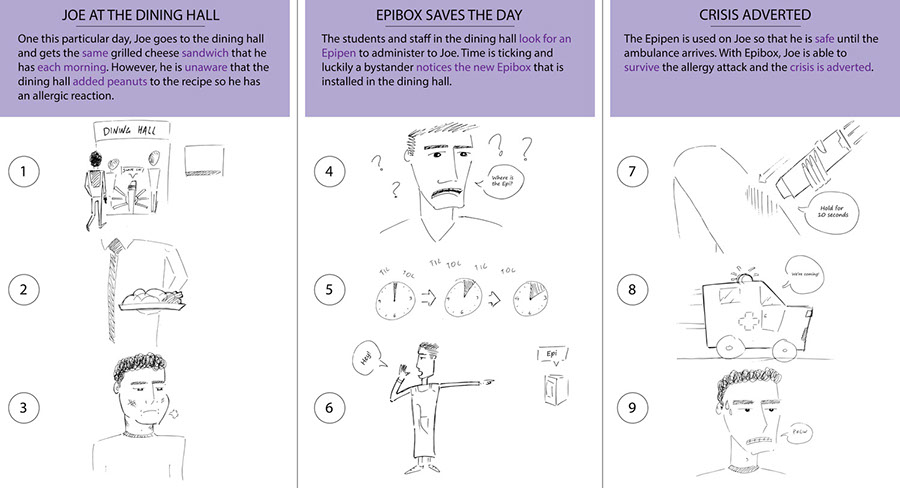 JOE AT THE DINING HALL
One this particular day, Joe goes to the dining hall
and gets the same grilled cheese sandwich that he
has each morning. However, he is unaware that the
dining hall added peanuts to the recipe so he has
an allergic reaction.
DINING HALL
1
2
3
EPIBOX SAVES THE DAY
The students and staff in the dining hall look for an
Epipen to administer to Joe. Time is ticking and
luckily a bystander notices the new Epibox that is
installed in the dining hall.
4
? ? ? ?
Where is
the Epi?
TIC TOC TIC TOC TIC TOC
5
Hey!
Epi
6
CRISIS ADVERTED
The Epipen is used on Joe so that he is safe until the
ambulance arrives. With Epibox, Joe is able to
survive the allergy attack and the crisis is adverted.
7
Hold for
10 seconds
8
We're coming!
9